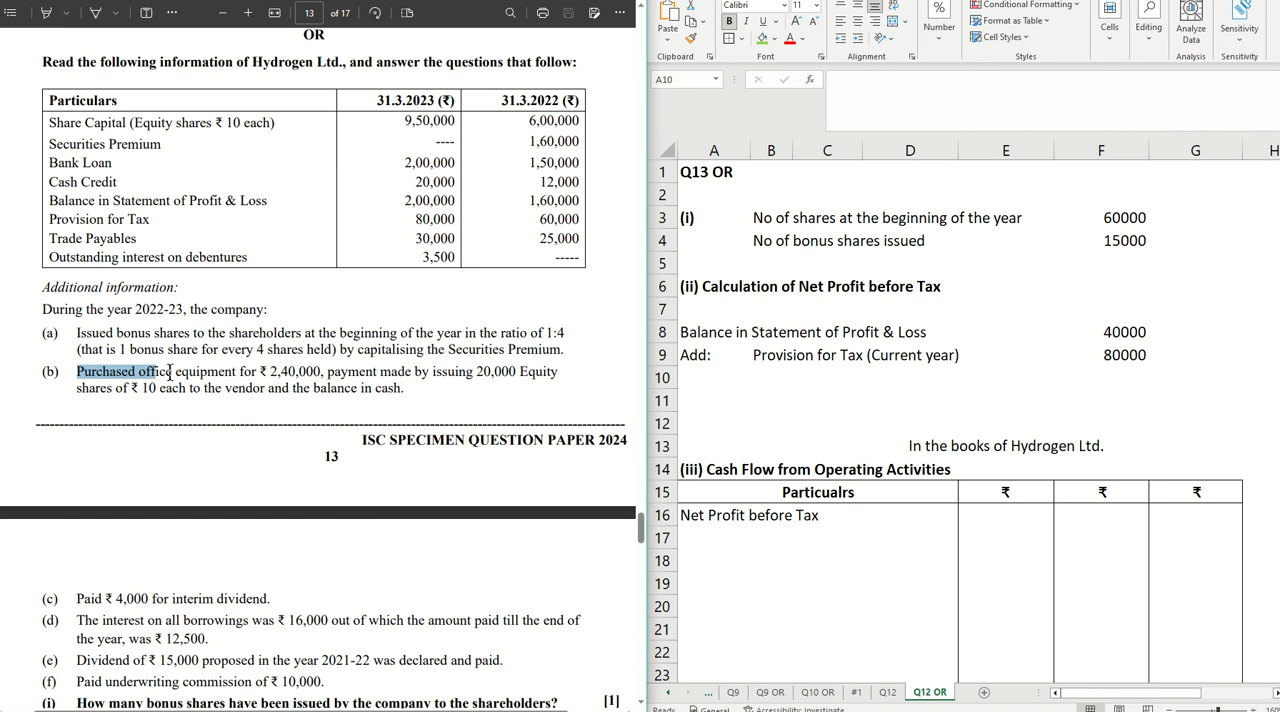 13 of 17
OR
Read the following information of Hydrogen Ltd., and answer the questions that follow:
Particulars 31.3.2023 (₹) 31.3.2022 (₹)
Share Capital (Equity shares ₹ 10 each) 9,50,000 6,00,000
Securities Premium ---- 1,60,000
Bank Loan 2,00,000 1,50,000
Cash Credit 20,000 12,000
Balance in Statement of Profit & Loss 2,00,000 1,60,000
Provision for Tax 80,000 60,000
Trade Payables 30,000 25,000
Outstanding interest on debentures 3,500 -----
Additional information:
During the year 2022-23, the company:
(a) Issued bonus shares to the shareholders at the beginning of the year in the ratio of 1:4
(that is 1 bonus share for every 4 shares held) by capitalising the Securities Premium.
(b) Purchased office equipment for ₹ 2,40,000, payment made by issuing 20,000 Equity
shares of ₹ 10 each to the vendor and the balance in cash.
ISC SPECIMEN QUESTION PAPER 2024
13
(c) Paid ₹ 4,000 for interim dividend.
(d) The interest on all borrowings was ₹ 16,000 out of which the amount paid till the end of
the year, was ₹ 12,500.
(e) Dividend of ₹ 15,000 proposed in the year 2021-22 was declared and paid.
(f) Paid underwriting commission of ₹ 10,000.
(i) How many bonus shares have been issued by the company to the shareholders? [1]
Calibri 11
Conditional Formatting
Paste B I U Number Format as Table Cells Editing Analyze Sensitivity
Cell Styles Data
Clipboard Font Alignment Styles Analysis Sensitivity
A10 fx
A B C D E F G H
1 Q13 OR
2
3 (i) No of shares at the beginning of the year 60000
4 No of bonus shares issued 15000
5
6 (ii) Calculation of Net Profit before Tax
7
8 Balance in Statement of Profit & Loss 40000
9 Add: Provision for Tax (Current year) 80000
10
11
12
13 In the books of Hydrogen Ltd.
14 (iii) Cash Flow from Operating Activities
15 Particualrs ₹ ₹ ₹
16 Net Profit before Tax
17
18
19
20
21
22
23
... Q9 Q9 OR Q10 OR #1 Q12 Q12 OR
Ready General Accessibility: Investigate